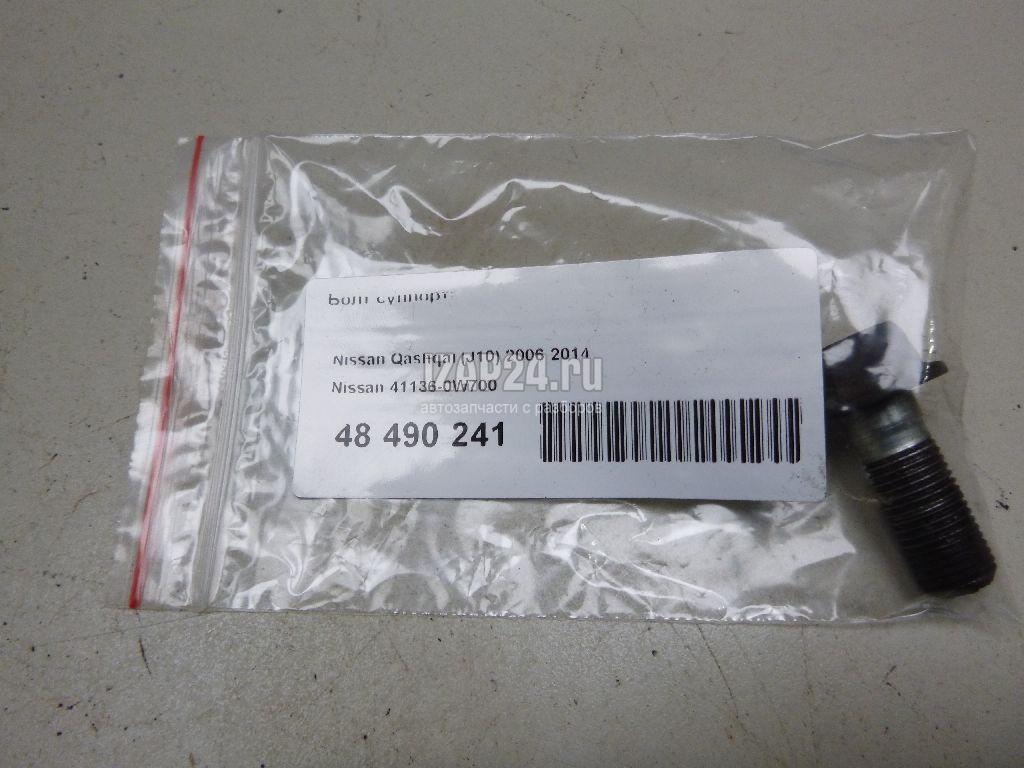 Болт суппорта
Nissan Qashqai (J10) 2006 2014
Nissan 41136-0W700
48 490 241
IZAP24.ru
автозапчасти с разборов